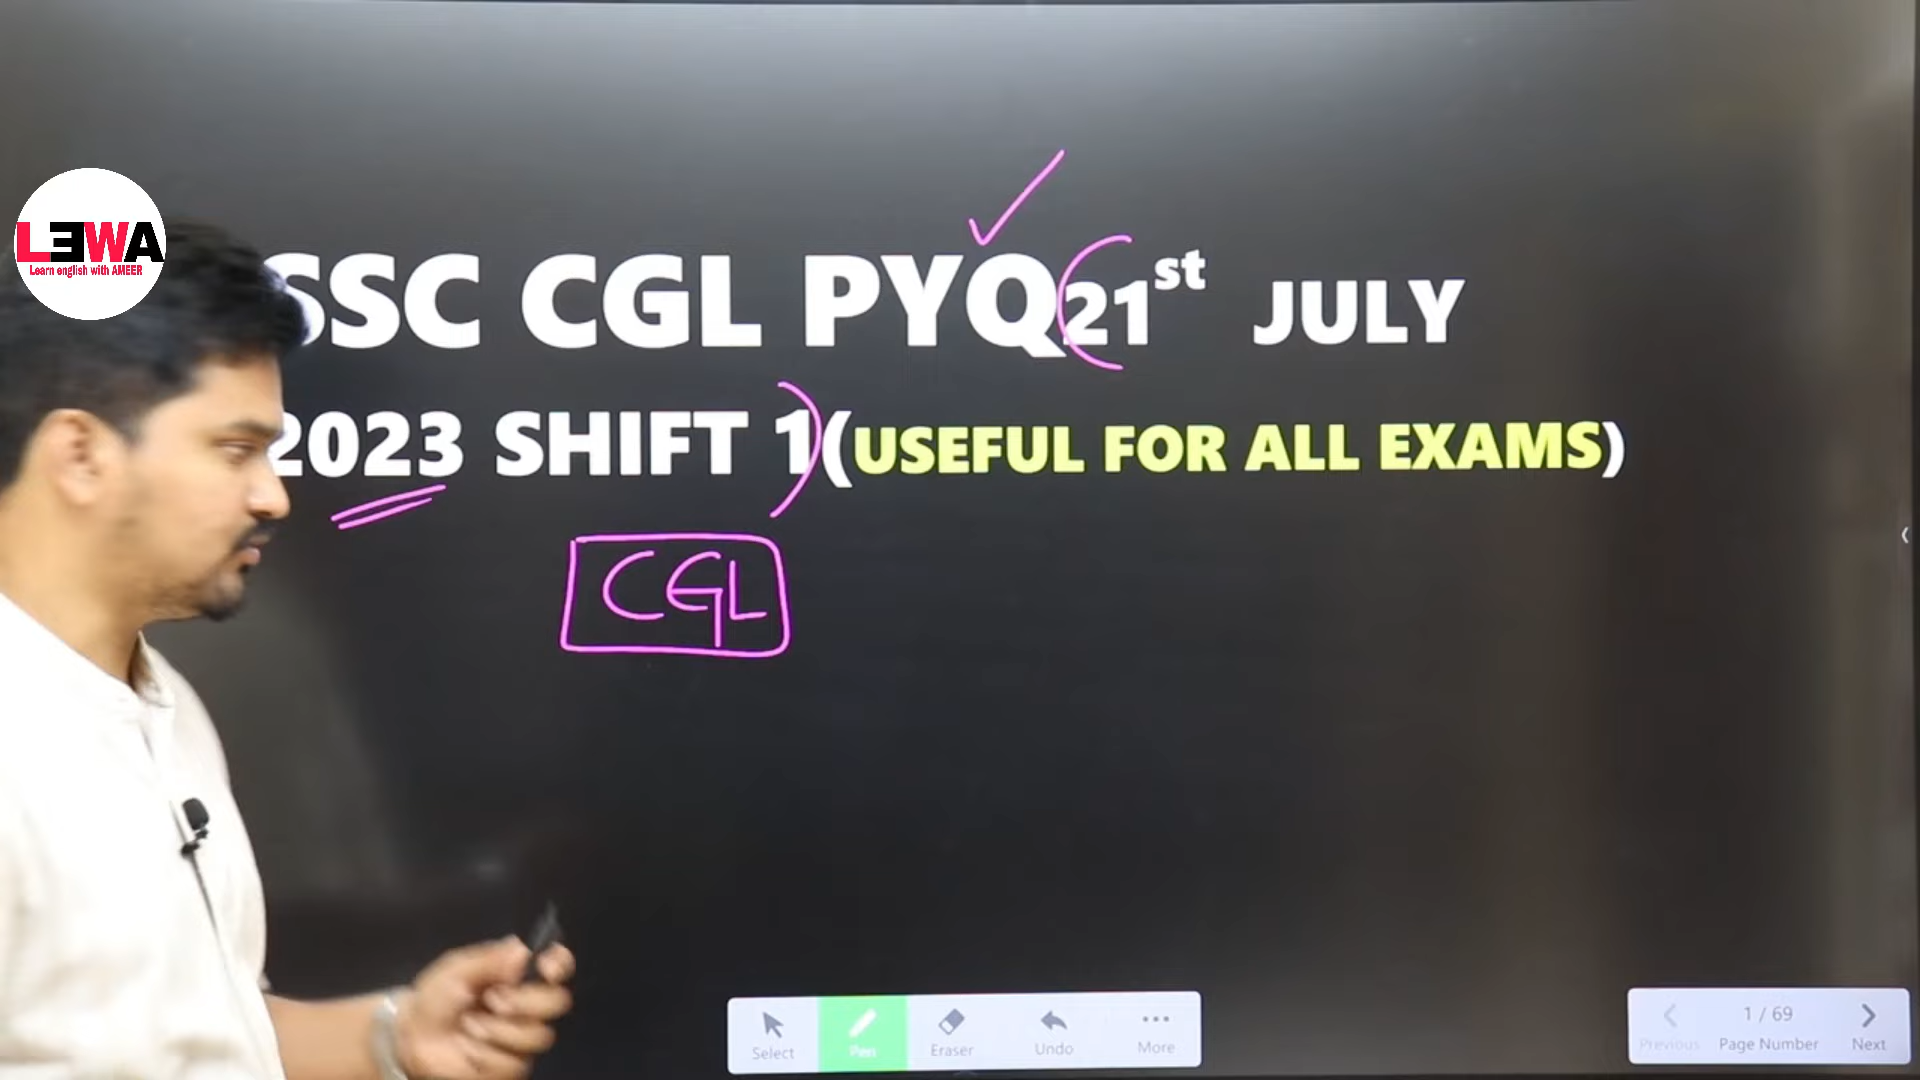 LEWA
Learn english with AMEER
SSC CGL PYQ 21st JULY
2023 SHIFT 1 (USEFUL FOR ALL EXAMS)
CGL
Select Pen Eraser Undo More
1 / 69
Previous Page Number Next